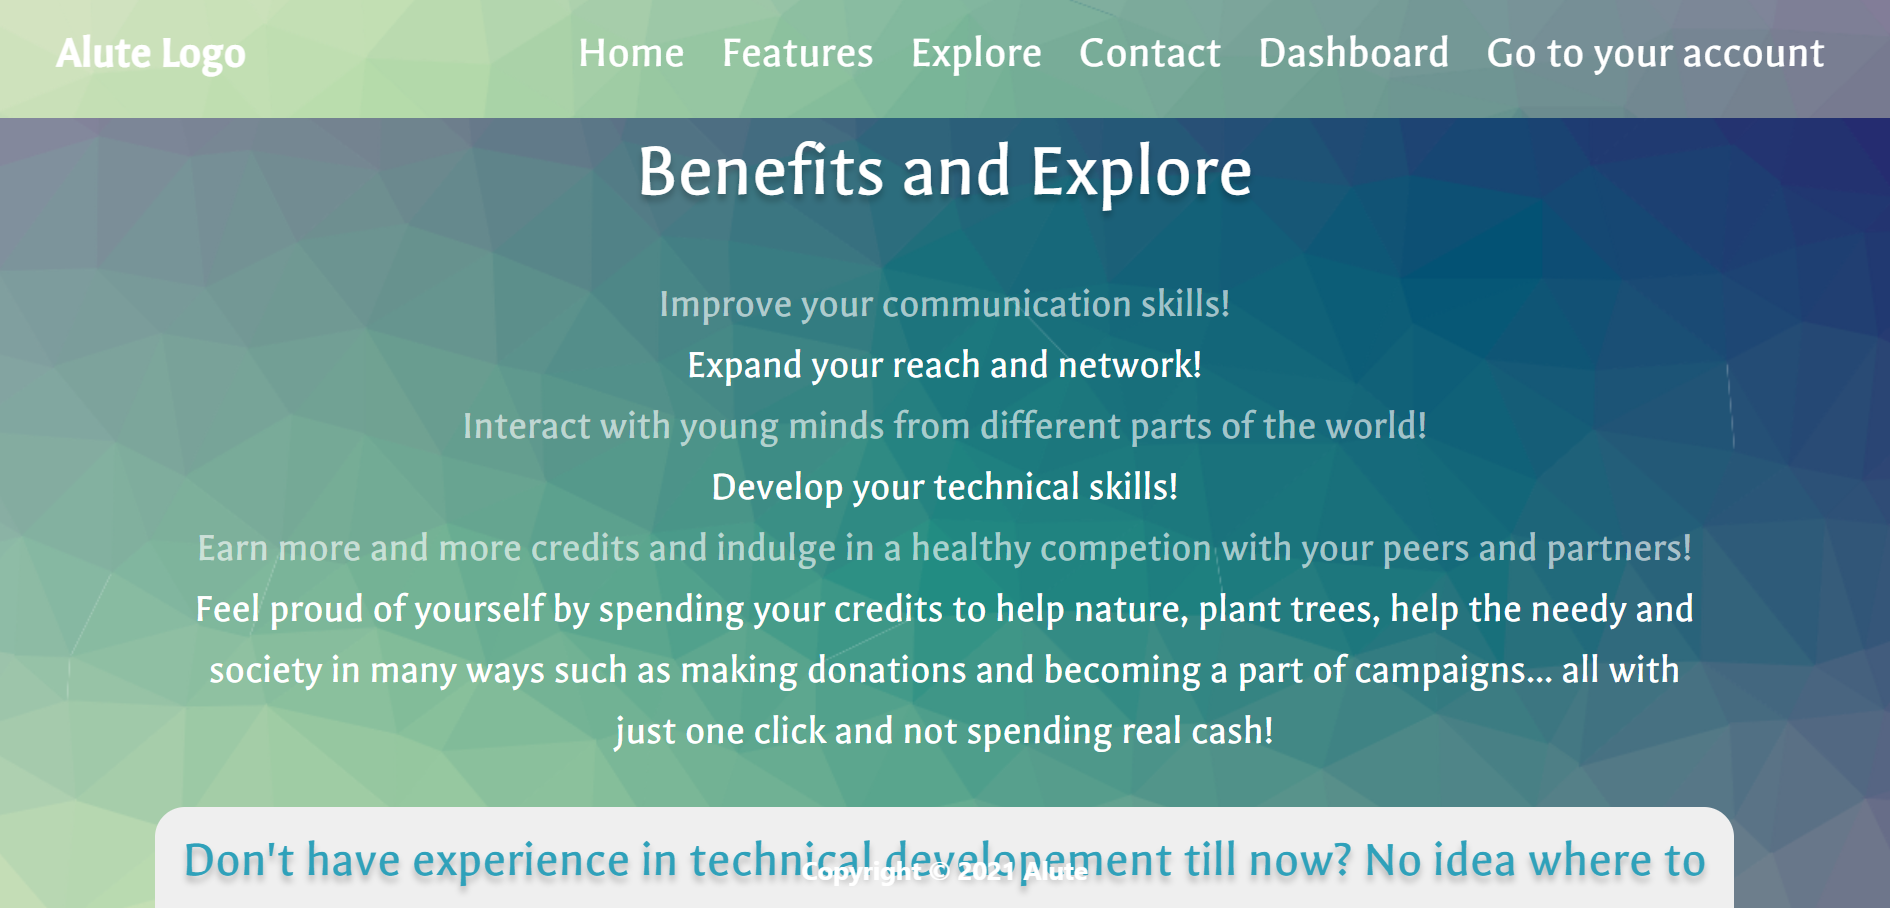 Alute Logo Home Features Explore Contact Dashboard Go to your account
Benefits and Explore
Improve your communication skills!
Expand your reach and network!
Interact with young minds from different parts of the world!
Develop your technical skills!
Earn more and more credits and indulge in a healthy competion with your peers and partners!
Feel proud of yourself by spending your credits to help nature, plant trees, help the needy and
society in many ways such as making donations and becoming a part of campaigns... all with
just one click and not spending real cash!
Don't have experience in technical developement till now? No idea where to
Copyright © 2021 Alute